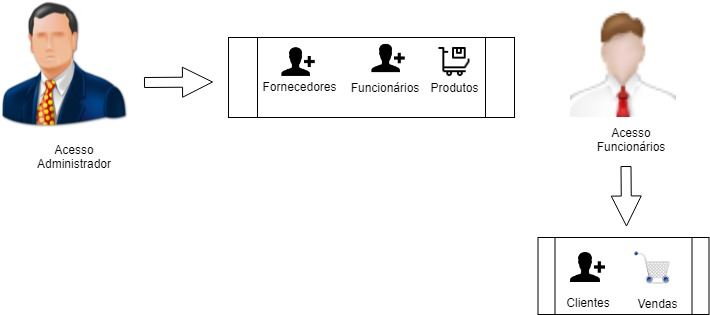 Fornecedores
Funcionários
Produtos
Acesso
Administrador
Acesso
Funcionários
Clientes
Vendas